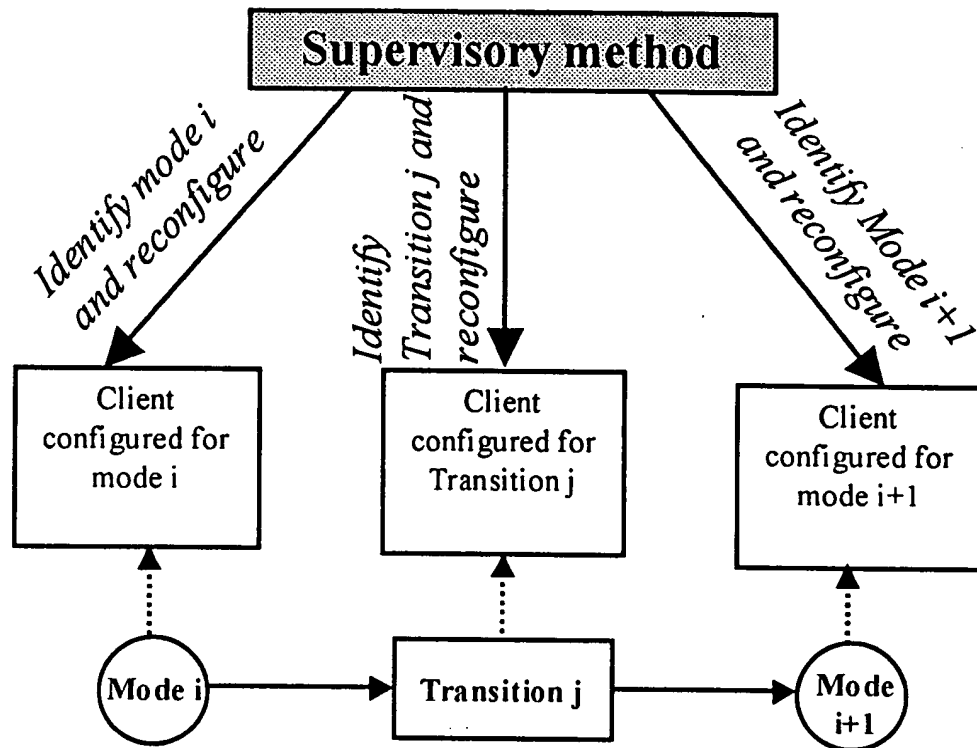 Supervisory method
Identify mode i
and reconfigure
Identify
Transition j and
reconfigure
Identify Mode i+1
and reconfigure
Client
configured for
mode i
Client
configured for
Transition j
Client
configured for
mode i+1
Mode i
Transition j
Mode
i+1